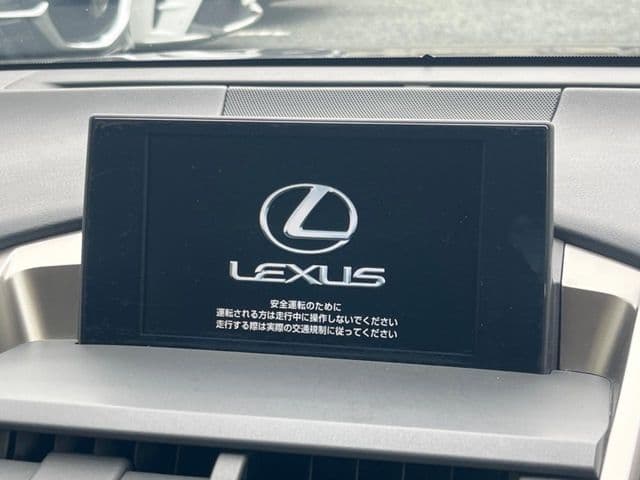 LEXUS
安全運転のために
運転される方は走行中に操作しないでください
走行する際は実際の交通規制に従ってください